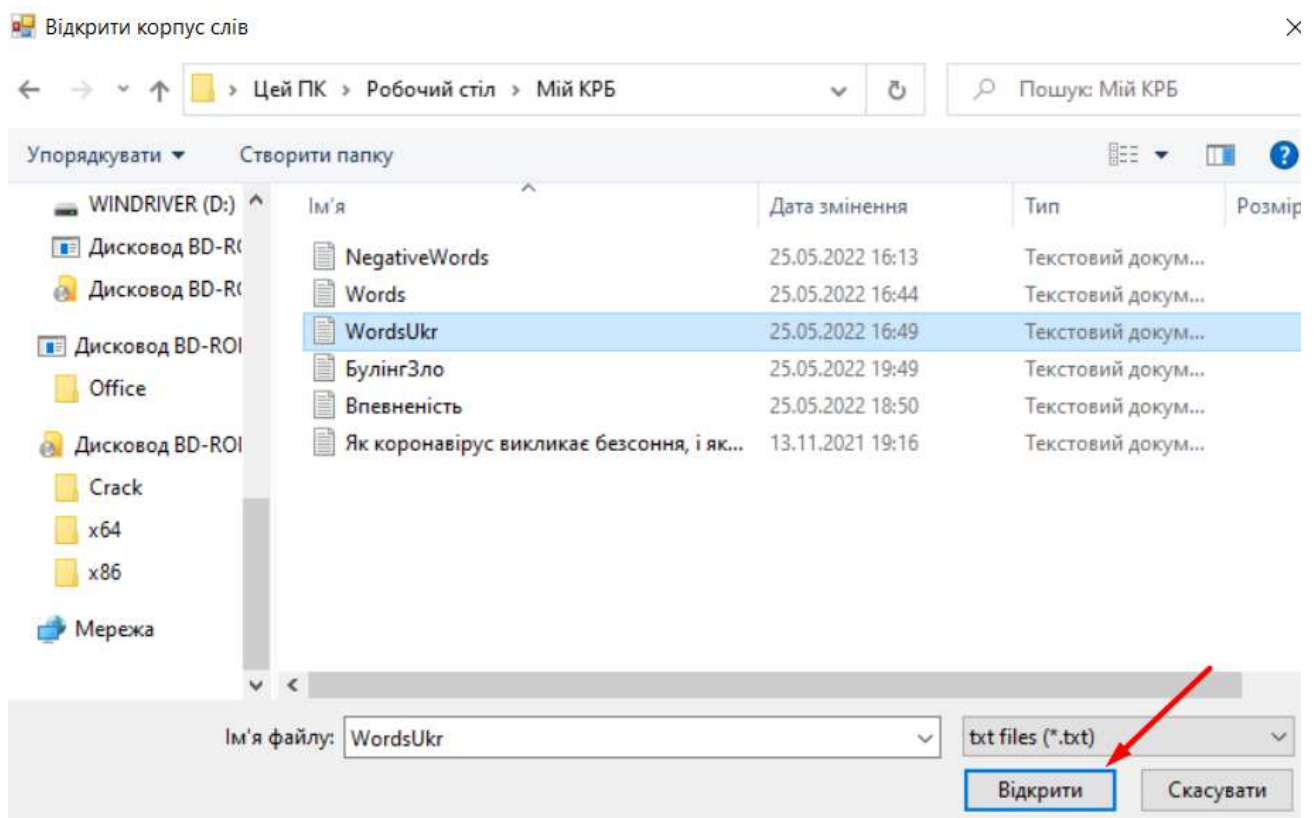 Відкрити корпус слів
Цей ПК › Робочий стіл › Мій КРБ
Пошук: Мій КРБ
Упорядкувати
Створити папку
WINDRIVER (D:)
Дисковод BD-RO
Дисковод BD-RO
Дисковод BD-ROI
Office
Дисковод BD-ROI
Crack
x64
x86
Мережа
Ім'я Дата змінення Тип Розмір
NegativeWords 25.05.2022 16:13 Текстовий докум...
Words 25.05.2022 16:44 Текстовий докум...
WordsUkr 25.05.2022 16:49 Текстовий докум...
БулінгЗло 25.05.2022 19:49 Текстовий докум...
Впевненість 25.05.2022 18:50 Текстовий докум...
Як коронавірус викликає безсоння, і як... 13.11.2021 19:16 Текстовий докум...
Ім'я файлу: WordsUkr
txt files (*.txt)
Відкрити
Скасувати